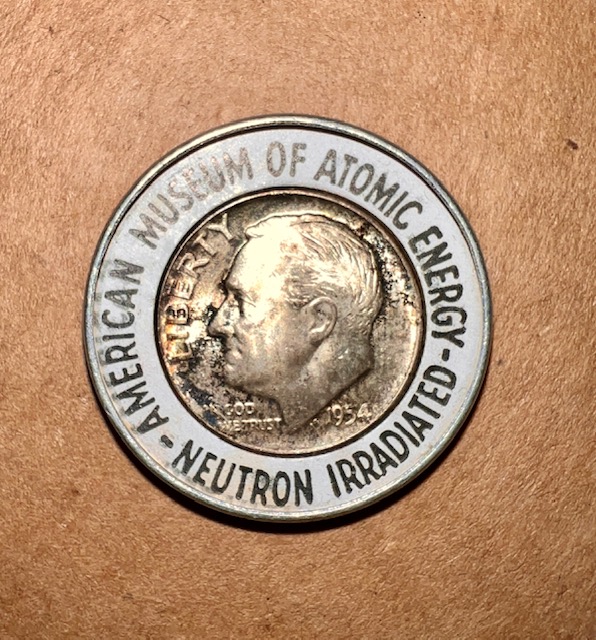 AMERICAN MUSEUM OF ATOMIC ENERGY-
-NEUTRON IRRADIATED
LIBERTY
GOD
WE TRUST
1954